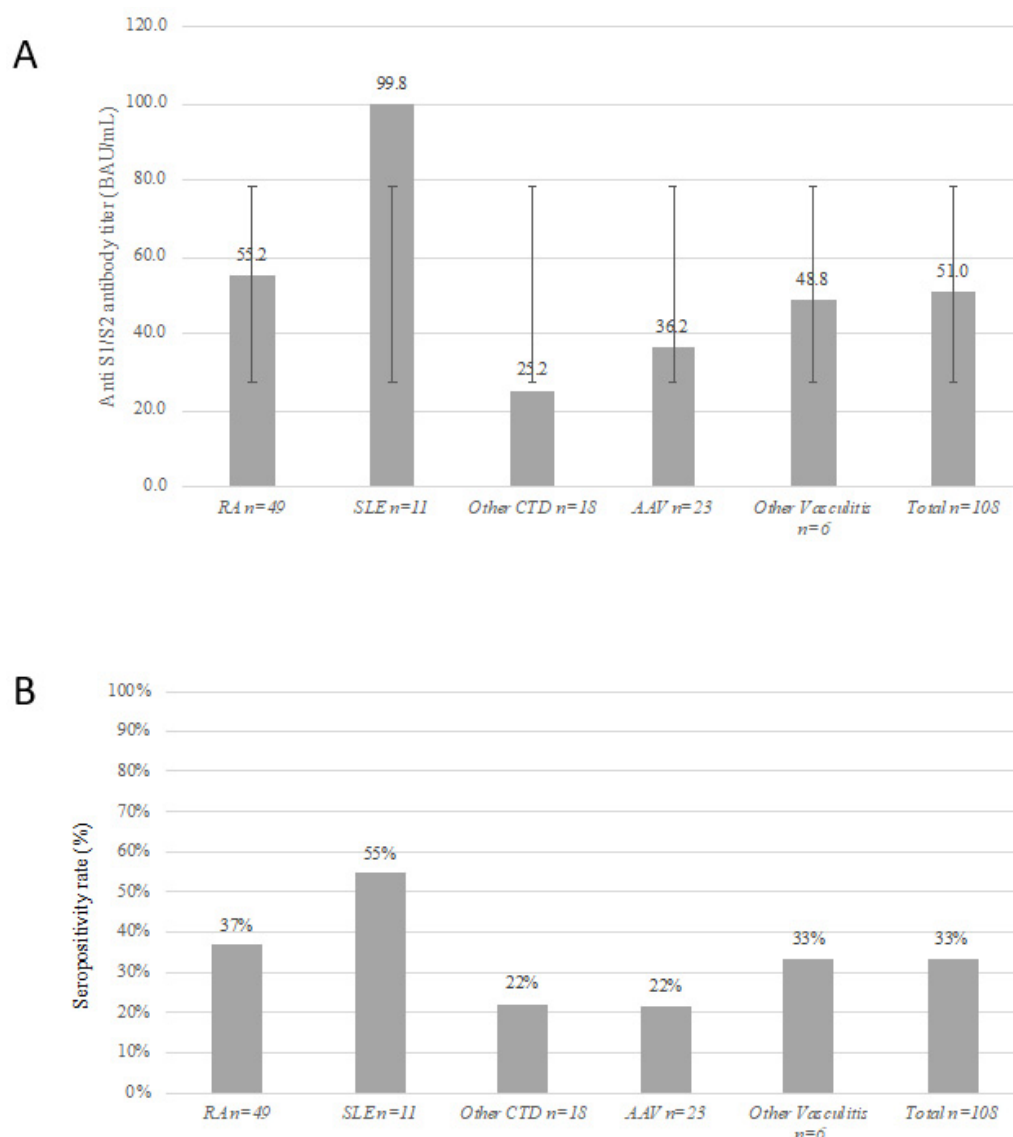 A
Anti S1/S2 antibody titer (BAU/mL)
120.0
100.0
80.0
60.0
40.0
20.0
0.0
55.2
99.8
25.2
36.2
48.8
51.0
RA n=49
SLE n=11
Other CTD n=18
AAV n=23
Other Vasculitis
n=6
Total n=108
B
Seropositivity rate (%)
100%
90%
80%
70%
60%
50%
40%
30%
20%
10%
0%
37%
55%
22%
22%
33%
33%
RA n=49
SLE n=11
Other CTD n=18
AAV n=23
Other Vasculitis
n=6
Total n=108